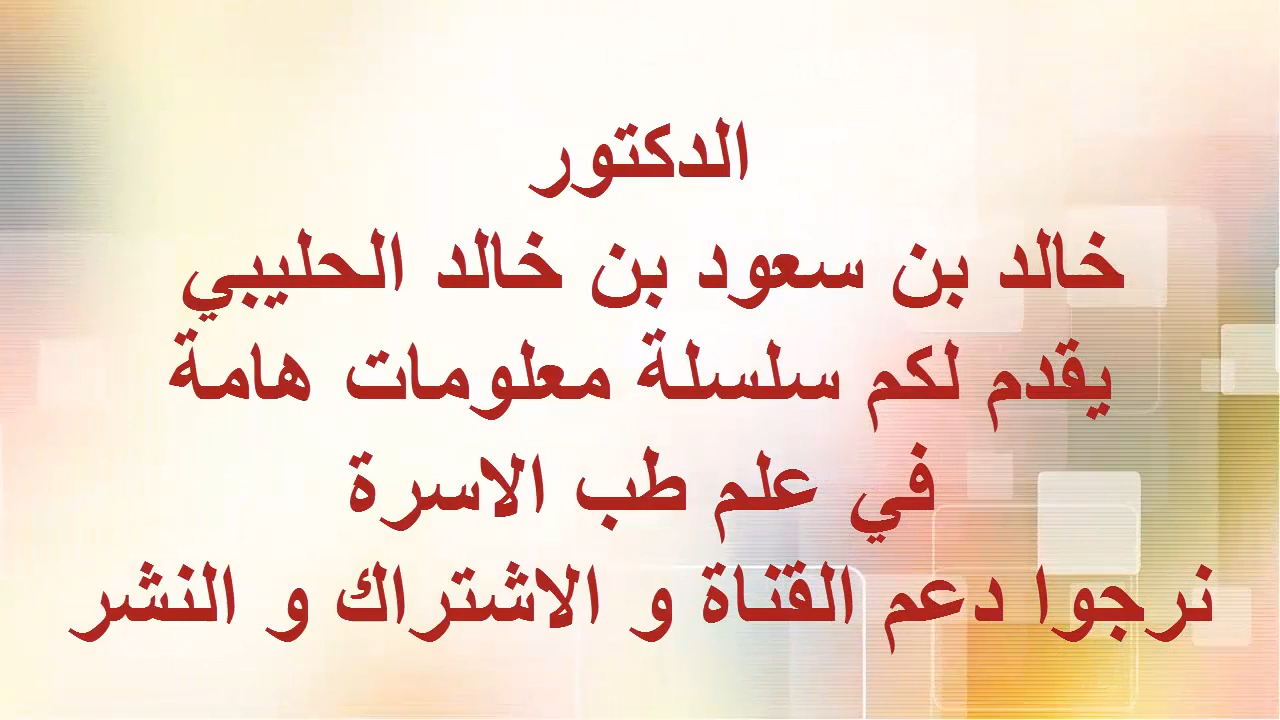 الدكتور
خالد بن سعود بن خالد الحليبي
يقدم لكم سلسلة معلومات هامة
في علم طب الاسرة
نرجوا دعم القناة و الاشتراك و النشر